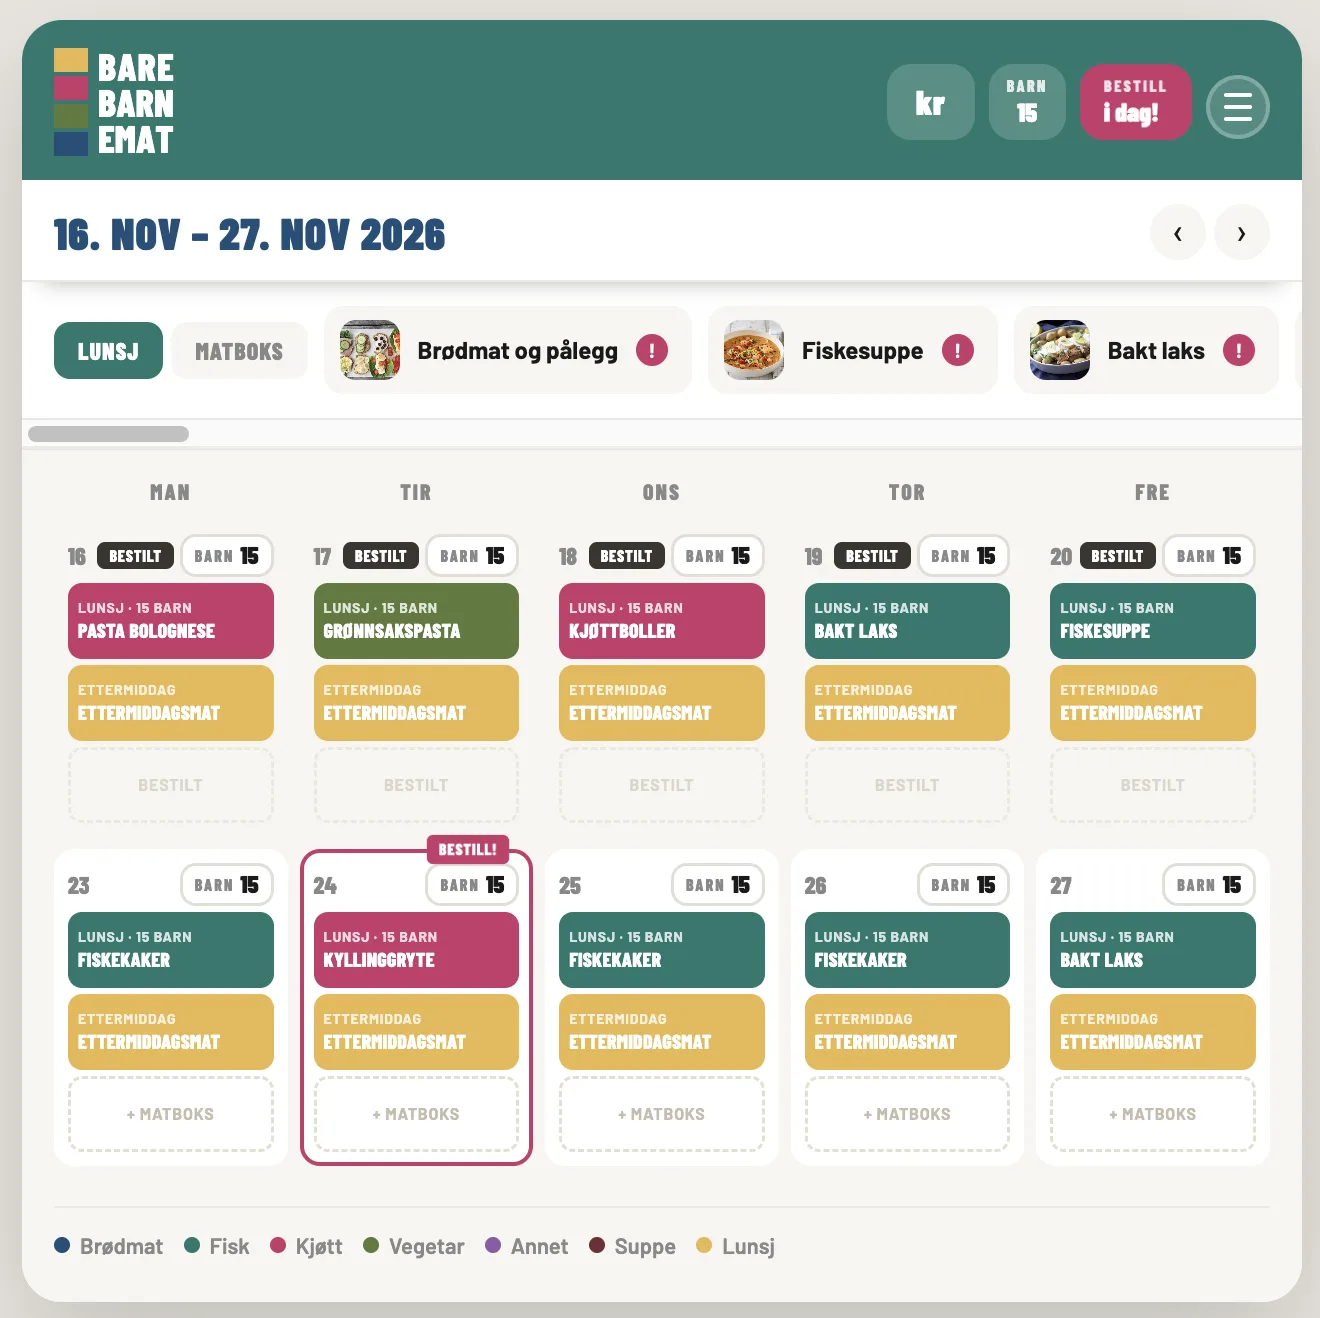 BARE
BARN
EMAT
kr
BARN
15
BESTILL
i dag!
16. NOV – 27. NOV 2026
‹ ›
LUNSJ MATBOKS Brødmat og pålegg ! Fiskesuppe ! Bakt laks !
MAN TIR ONS TOR FRE
16 BESTILT BARN 15 17 BESTILT BARN 15 18 BESTILT BARN 15 19 BESTILT BARN 15 20 BESTILT BARN 15
LUNSJ · 15 BARN LUNSJ · 15 BARN LUNSJ · 15 BARN LUNSJ · 15 BARN LUNSJ · 15 BARN
PASTA BOLOGNESE GRØNNSAKSPASTA KJØTTBOLLER BAKT LAKS FISKESUPPE
ETTERMIDDAG ETTERMIDDAG ETTERMIDDAG ETTERMIDDAG ETTERMIDDAG
ETTERMIDDAGSMAT ETTERMIDDAGSMAT ETTERMIDDAGSMAT ETTERMIDDAGSMAT ETTERMIDDAGSMAT
BESTILT BESTILT BESTILT BESTILT BESTILT
BESTILL!
23 BARN 15 24 BARN 15 25 BARN 15 26 BARN 15 27 BARN 15
LUNSJ · 15 BARN LUNSJ · 15 BARN LUNSJ · 15 BARN LUNSJ · 15 BARN LUNSJ · 15 BARN
FISKEKAKER KYLLINGGRYTE FISKEKAKER FISKEKAKER BAKT LAKS
ETTERMIDDAG ETTERMIDDAG ETTERMIDDAG ETTERMIDDAG ETTERMIDDAG
ETTERMIDDAGSMAT ETTERMIDDAGSMAT ETTERMIDDAGSMAT ETTERMIDDAGSMAT ETTERMIDDAGSMAT
+ MATBOKS + MATBOKS + MATBOKS + MATBOKS + MATBOKS
Brødmat Fisk Kjøtt Vegetar Annet Suppe Lunsj